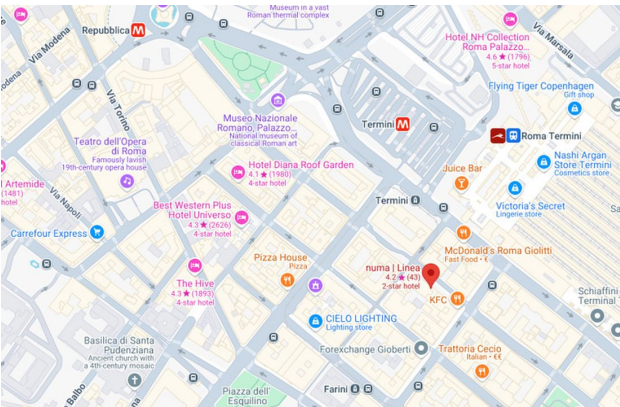 Museum in a vast
Roman thermal complex
Repubblica M
Via Modena
odena
Via Torino
Hotel NH Collection
Roma Palazzo...
4.6 ★ (1796)
5-star hotel
Via Marsala
Flying Tiger Copenhagen
Gift shop
Museo Nazionale
Romano, Palazzo...
National museum of
classical Roman art
Termini M
Roma Termini
Teatro dell'Opera
di Roma
Famously lavish
19th-century opera house
Hotel Diana Roof Garden
4.1 ★ (1980)
4-star hotel
Nashi Argan
Store Termini
Cosmetics store
Juice Bar
l Artemide
(1481)
hotel
Via Napoli
Best Western Plus
Hotel Universo
4.3 ★ (2626)
4-star hotel
Termini
Victoria's Secret
Lingerie store
Sa
Carrefour Express
McDonald's Roma Giolitti
Fast Food • €
Pizza House
Pizza
numa | Linea
4.2 ★ (43)
2-star hotel
The Hive
4.3 ★ (1893)
4-star hotel
KFC
Schiaffini
Terminal
CIELO LIGHTING
Lighting store
Basilica di Santa
Pudenziana
Ancient church with
a 4th-century mosaic
Forexchange Gioberti
Trattoria Cecio
Italian • €€
Piazza dell'
Esquilino
Farini
Balbo